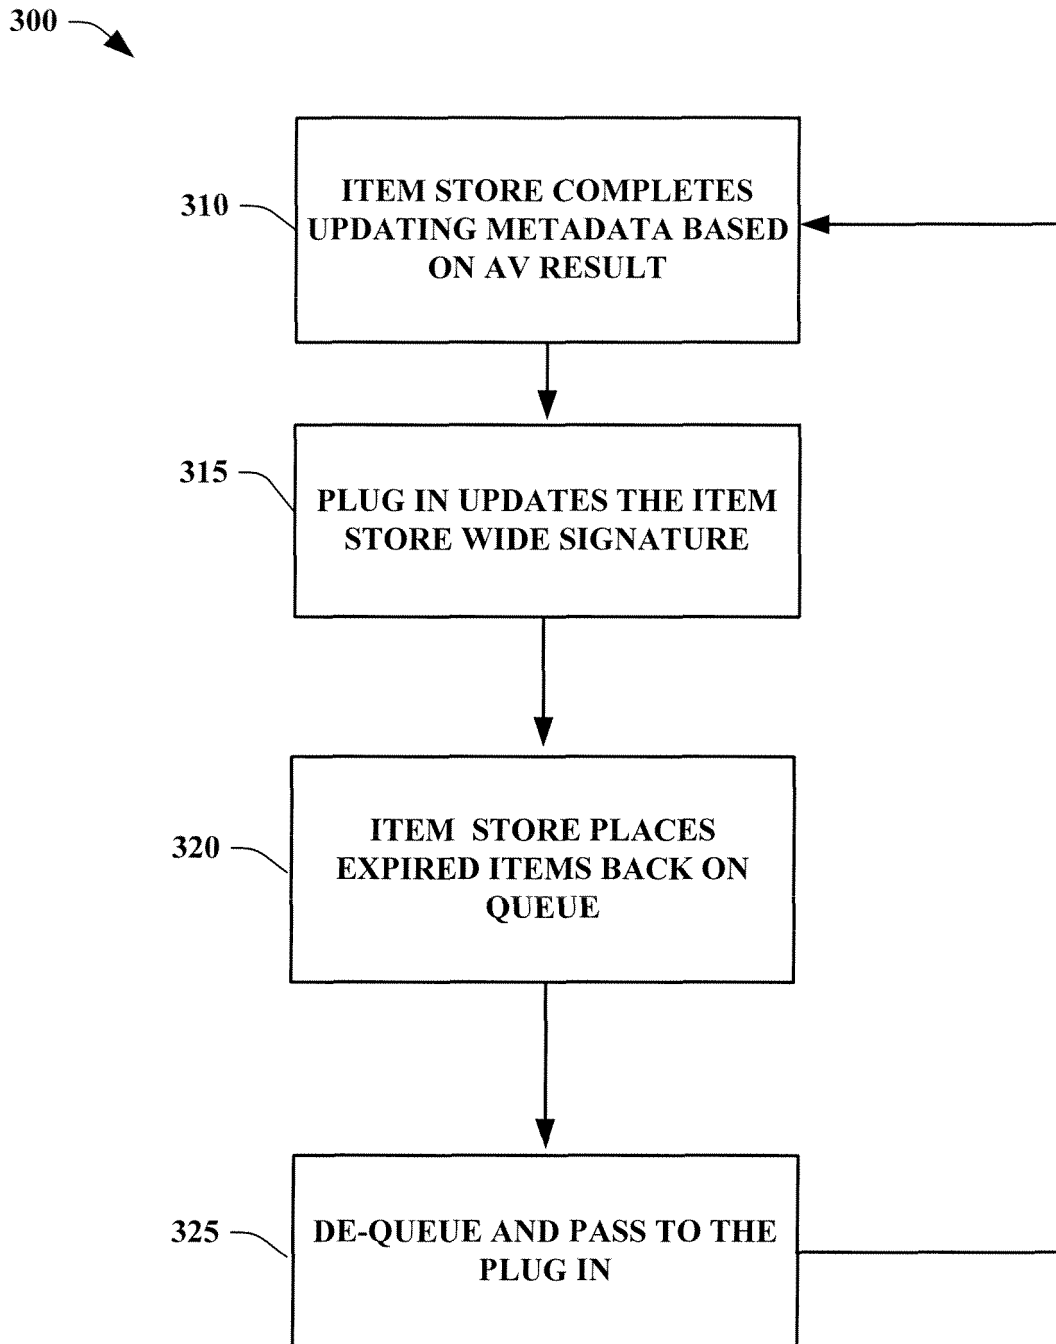 300
310
ITEM STORE COMPLETES
UPDATING METADATA BASED
ON AV RESULT
315
PLUG IN UPDATES THE ITEM
STORE WIDE SIGNATURE
320
ITEM STORE PLACES
EXPIRED ITEMS BACK ON
QUEUE
325
DE-QUEUE AND PASS TO THE
PLUG IN